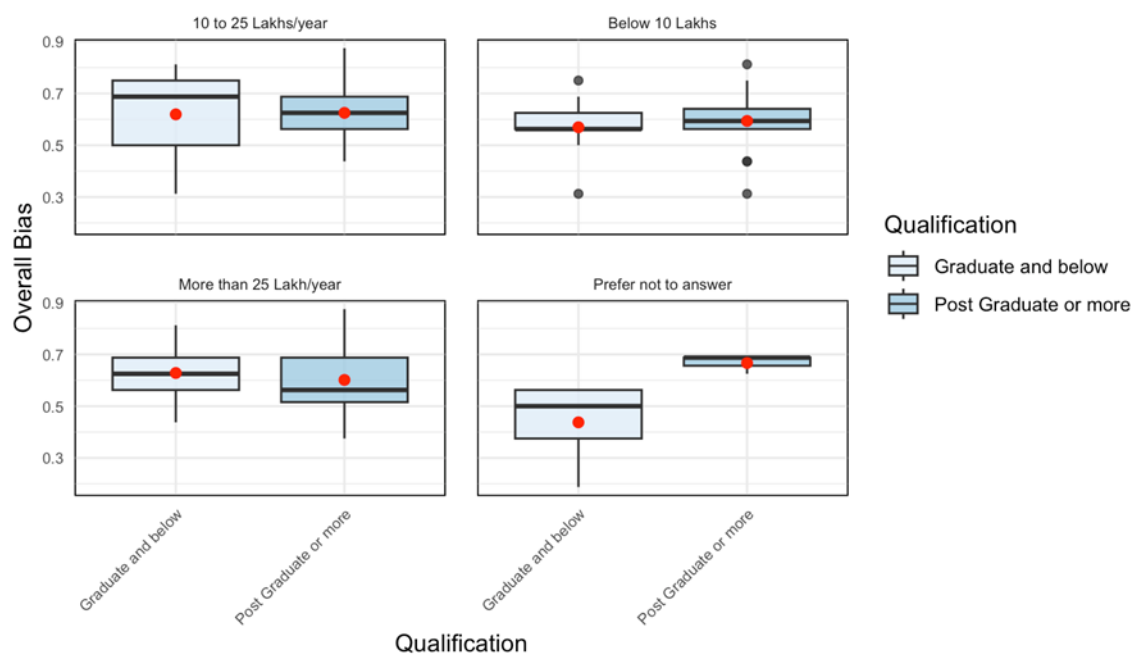 10 to 25 Lakhs/year
Below 10 Lakhs
0.9
0.7
0.5
0.3
More than 25 Lakh/year
Prefer not to answer
0.9
0.7
0.5
0.3
Overall Bias
Graduate and below
Post Graduate or more
Graduate and below
Post Graduate or more
Qualification
Qualification
Graduate and below
Post Graduate or more